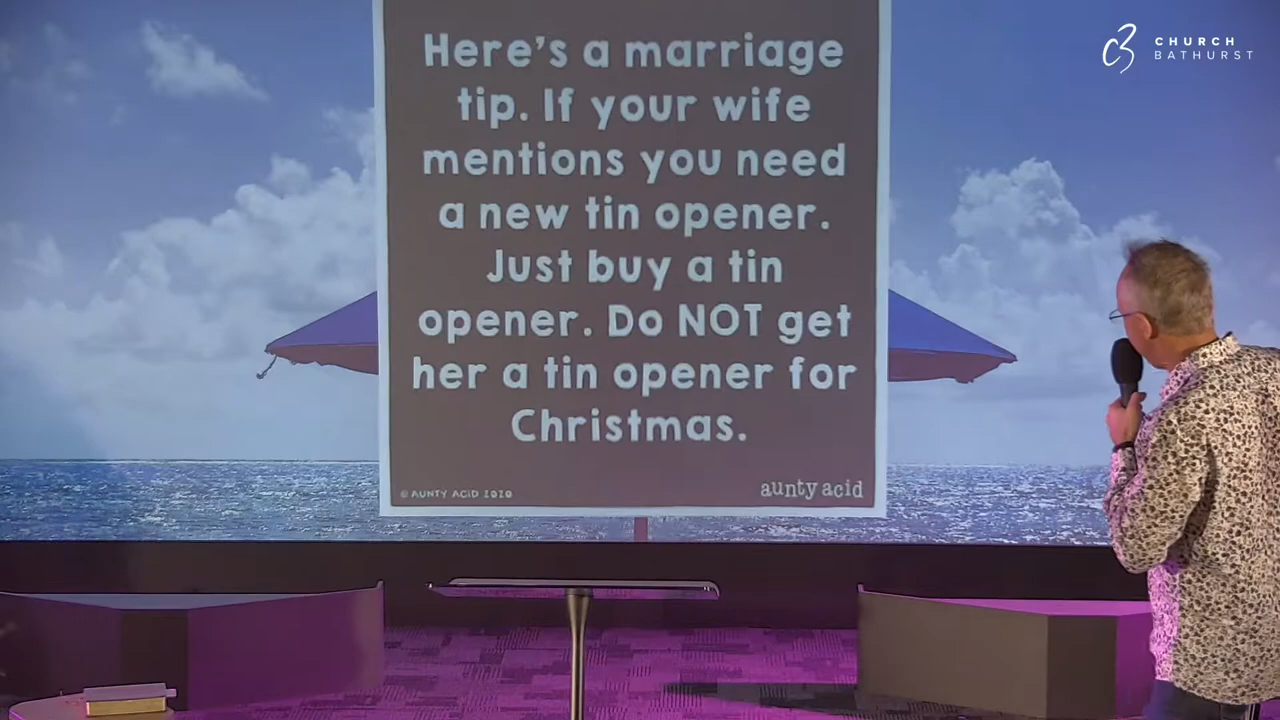 Here's a marriage
tip. If your wife
mentions you need
a new tin opener.
Just buy a tin
opener. Do NOT get
her a tin opener for
Christmas.
© AUNTY ACID 2020
aunty acid
C3 CHURCH
BATHURST